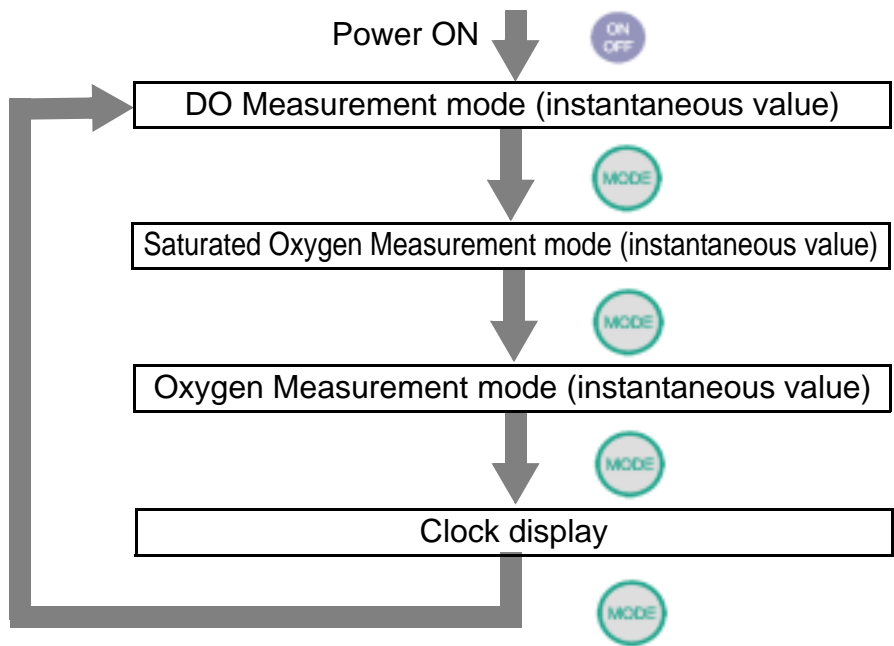 Power ON
ON
OFF
DO Measurement mode (instantaneous value)
MODE
Saturated Oxygen Measurement mode (instantaneous value)
MODE
Oxygen Measurement mode (instantaneous value)
MODE
Clock display
MODE